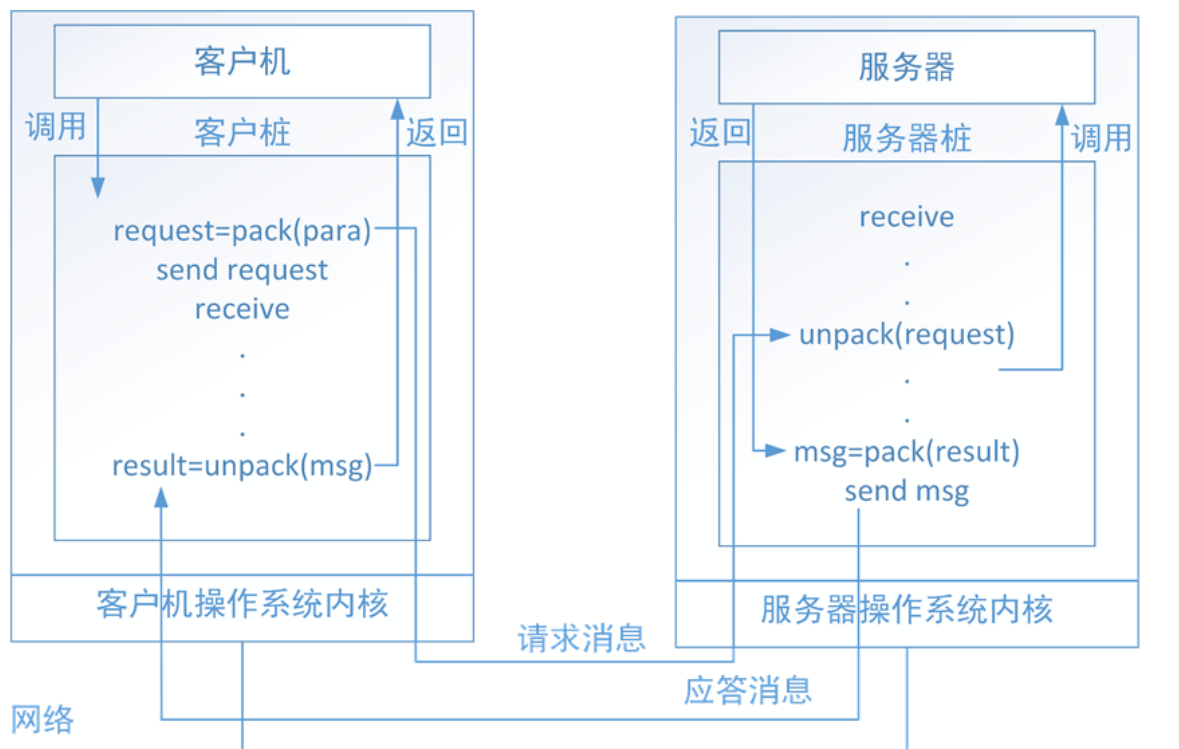 客户机
调用
客户桩
返回
request=pack(para)
send request
receive
.
.
.
result=unpack(msg)
客户机操作系统内核
服务器
返回
服务器桩
调用
receive
.
.
unpack(request)
.
.
msg=pack(result)
send msg
服务器操作系统内核
请求消息
应答消息
网络